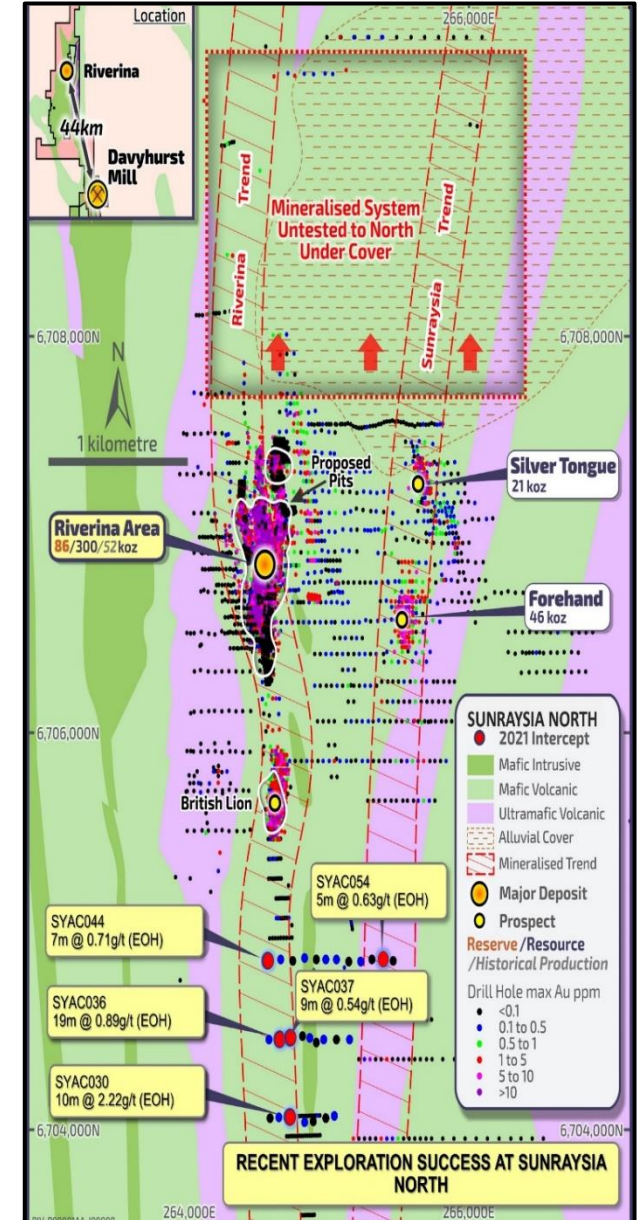 Location
266,000E
Riverina
44km
Davyhurst
Mill
Mineralised System
Untested to North
Under Cover
Riverina Trend
Sunraysia Trend
6,708,000N
6,708,000N
N
1 kilometre
Proposed
Pits
Silver Tongue
21 koz
Riverina Area
86/300/52koz
Forehand
46 koz
6,706,000N
British Lion
SUNRAYSIA NORTH
2021 Intercept
Mafic Intrusive
Mafic Volcanic
Ultramafic Volcanic
Alluvial Cover
Mineralised Trend
Major Deposit
Prospect
Reserve/Resource
/Historical Production
Drill Hole max Au ppm
<0.1
0.1 to 0.5
0.5 to 1
1 to 5
5 to 10
>10
SYAC054
5m @ 0.63g/t (EOH)
SYAC044
7m @ 0.71g/t (EOH)
SYAC037
9m @ 0.54g/t (EOH)
SYAC036
19m @ 0.89g/t (EOH)
SYAC030
10m @ 2.22g/t (EOH)
6,704,000N
6,704,000N
RECENT EXPLORATION SUCCESS AT SUNRAYSIA
NORTH
264,000E
266,000E